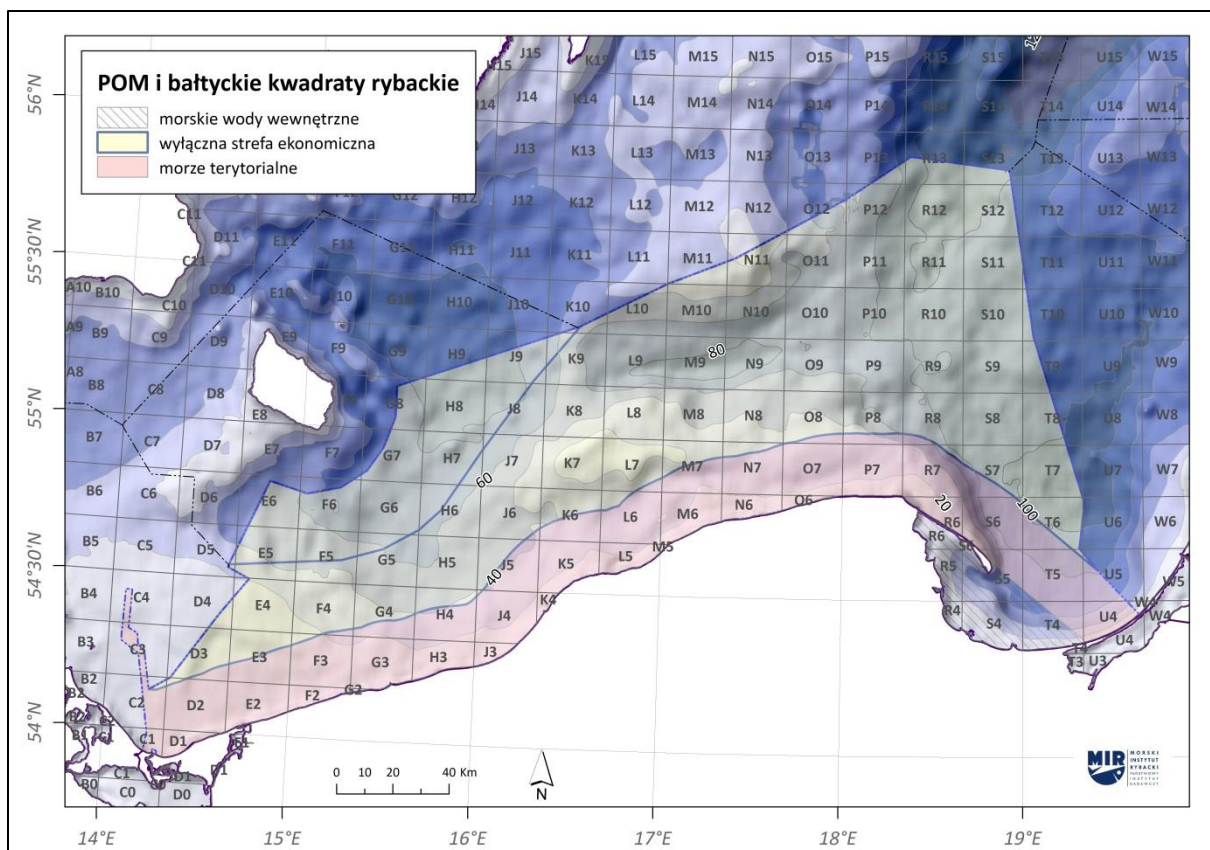 POM i bałtyckie kwadraty rybackie
morskie wody wewnętrzne
wyłączna strefa ekonomiczna
morze terytorialne
J15 K15 L15 M15 N15 O15 P15 R15 S15 U15 W15
H15
J14 K14 L14 M14 N14 O14 P14 S14 T14 U14 W14
56°N
J13 K13 L13 M13 N13 O13 P13 R13 S13 T13 U13 W13
C11 G12 H12 J12 K12 L12 M12 N12 O12 P12 R12 S12 T12 U12 W12
D11 E11 F11 H11 J11 K11 L11 M11 N11 O11 P11 R11 S11 T11 U11 W11
C11
55°30'N
A10 B10 C10 D10 E10 H10 J10 K10 L10 M10 N10 O10 P10 R10 S10 T10 U10 W10
A9 B9 C9 D9 E9 F9 G9 H9 J9 K9 L9 M9 80 N9 O9 P9 R9 S9 T9 U9 W9
A8 B8 C8 D8 E8 G8 H8 J8 K8 L8 M8 N8 O8 P8 R8 S8 T8 U8 W8
55°N
B7 C7 D7 E7 F7 G7 H7 J7 K7 L7 M7 N7 O7 P7 R7 S7 T7 U7 W7
60
B6 C6 D6 E6 F6 G6 H6 J6 K6 L6 M6 N6 O6 20 R6 S6 100 T6 U6 W6
R6
B5 C5 D5 E5 F5 G5 H5 J5 K5 L5 M5 R5 S5 T5 U5 W5
54°30'N
40
B4 C4 D4 E4 F4 G4 H4 J4 K4 R4 S4 T4 U4 W4
W4
U4
B3 C3 D3 E3 F3 G3 H3 J3 T3 U3
B2 C2 D2 E2 F2 G2
B2
B2
54°N
C1 D1
C1 D1
B0 C0 D0
0 10 20 40 Km
N
MIR
MORSKI
INSTYTUT
RYBACKI
PAŃSTWOWY
INSTYTUT
BADAWCZY
14°E 15°E 16°E 17°E 18°E 19°E